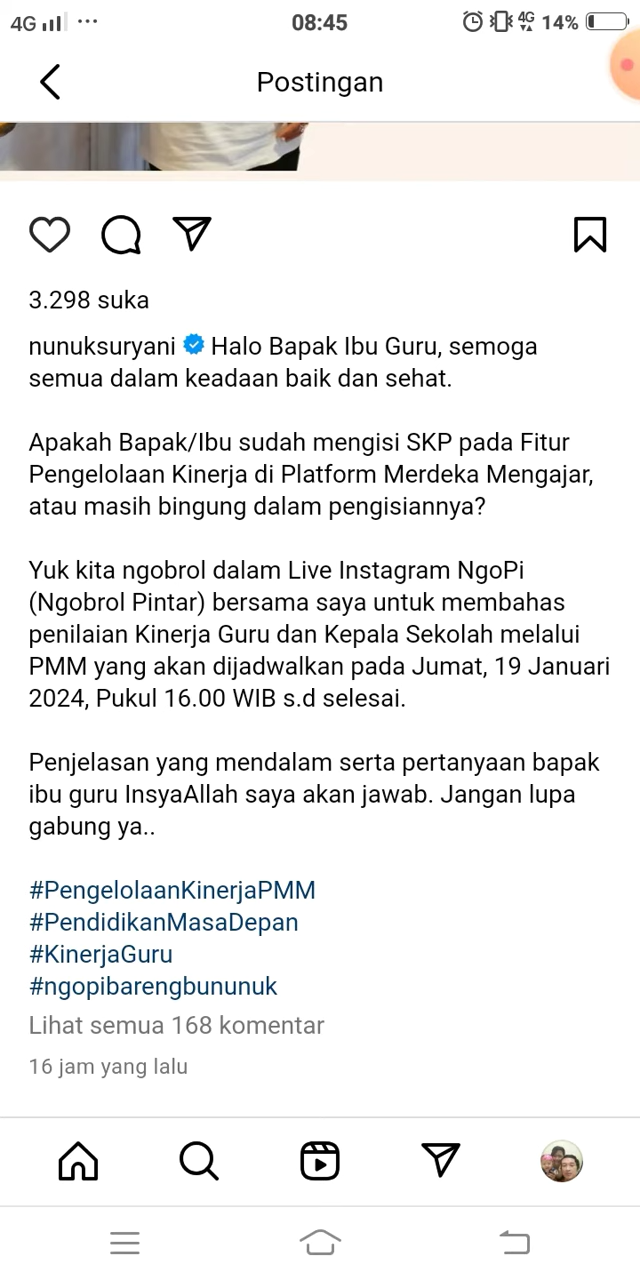 4G 08:45 4G 14%
Postingan
3.298 suka
nunuksuryani Halo Bapak Ibu Guru, semoga
semua dalam keadaan baik dan sehat.
Apakah Bapak/Ibu sudah mengisi SKP pada Fitur
Pengelolaan Kinerja di Platform Merdeka Mengajar,
atau masih bingung dalam pengisiannya?
Yuk kita ngobrol dalam Live Instagram NgoPi
(Ngobrol Pintar) bersama saya untuk membahas
penilaian Kinerja Guru dan Kepala Sekolah melalui
PMM yang akan dijadwalkan pada Jumat, 19 Januari
2024, Pukul 16.00 WIB s.d selesai.
Penjelasan yang mendalam serta pertanyaan bapak
ibu guru InsyaAllah saya akan jawab. Jangan lupa
gabung ya..
#PengelolaanKinerjaPMM
#PendidikanMasaDepan
#KinerjaGuru
#ngopibarengbununuk
Lihat semua 168 komentar
16 jam yang lalu